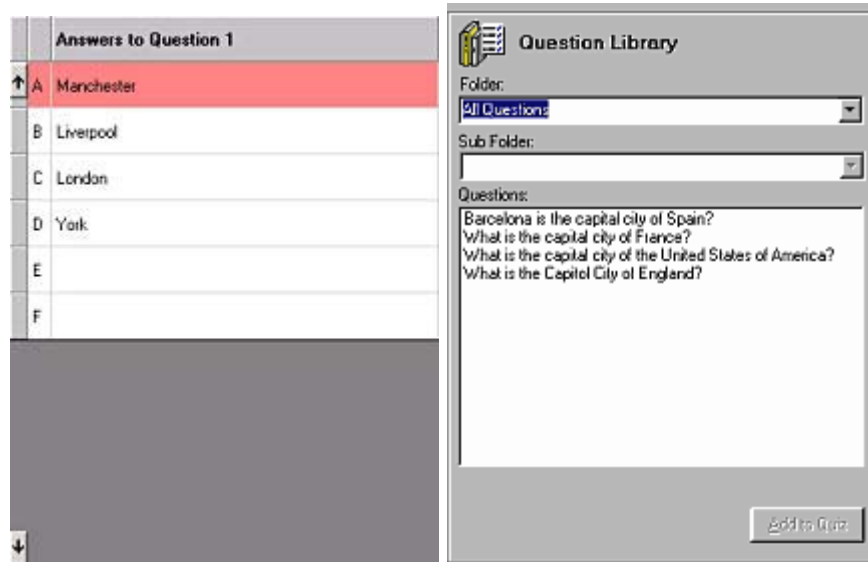 Answers to Question 1
A Manchester
B Liverpool
C London
D York
E
F
Question Library
Folder:
All Questions
Sub Folder:
Questions:
Barcelona is the capital city of Spain?
What is the capital city of France?
What is the capital city of the United States of America?
What is the Capitol City of England?
Add to Quiz